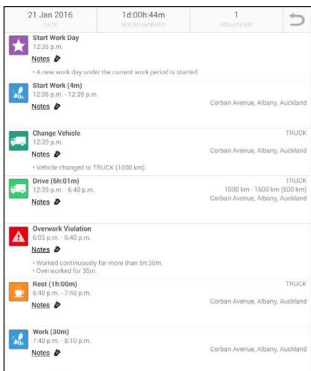 21 Jan 2016
DATE
1d:00h:44m
HOURS WORKED
1
VIOLATIONS
Start Work Day
12:35 p.m.
Notes
• A new work day under the current work period is started.
Start Work (4m)
12:35 p.m. - 12:39 p.m.
Corban Avenue, Albany, Auckland
Notes
Change Vehicle
TRUCK
12:39 p.m.
Corban Avenue, Albany, Auckland
Notes
• Vehicle changed to TRUCK (1000 km).
Drive (6h:01m)
TRUCK
12:39 p.m. - 6:40 p.m.
1000 km - 1500 km (500 km)
Corban Avenue, Albany, Auckland
Notes
Overwork Violation
6:05 p.m. - 6:40 p.m.
Notes
• Worked continuously for more than 5h:30m.
• Overworked for 35m.
Rest (1h:00m)
TRUCK
6:40 p.m. - 7:40 p.m.
Corban Avenue, Albany, Auckland
Notes
Work (30m)
7:40 p.m. - 8:10 p.m.
Corban Avenue, Albany, Auckland
Notes